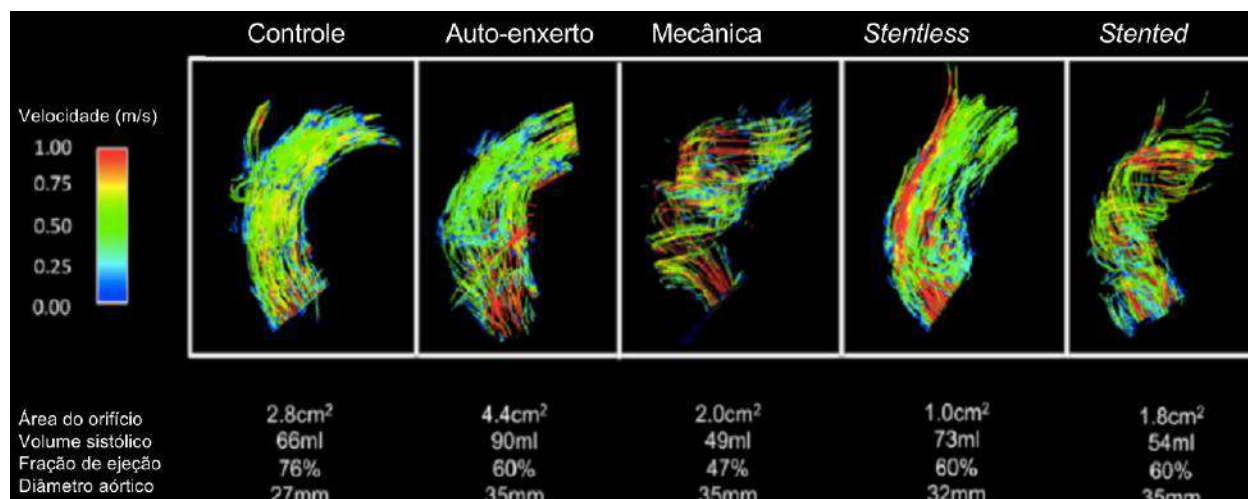 Controle Auto-enxerto Mecânica Stentless Stented
Velocidade (m/s)
1.00
0.75
0.50
0.25
0.00
Área do orifício 2.8cm² 4.4cm² 2.0cm² 1.0cm² 1.8cm²
Volume sistólico 66ml 90ml 49ml 73ml 54ml
Fração de ejeção 76% 60% 47% 60% 60%
Diâmetro aórtico 27mm 35mm 35mm 32mm 35mm